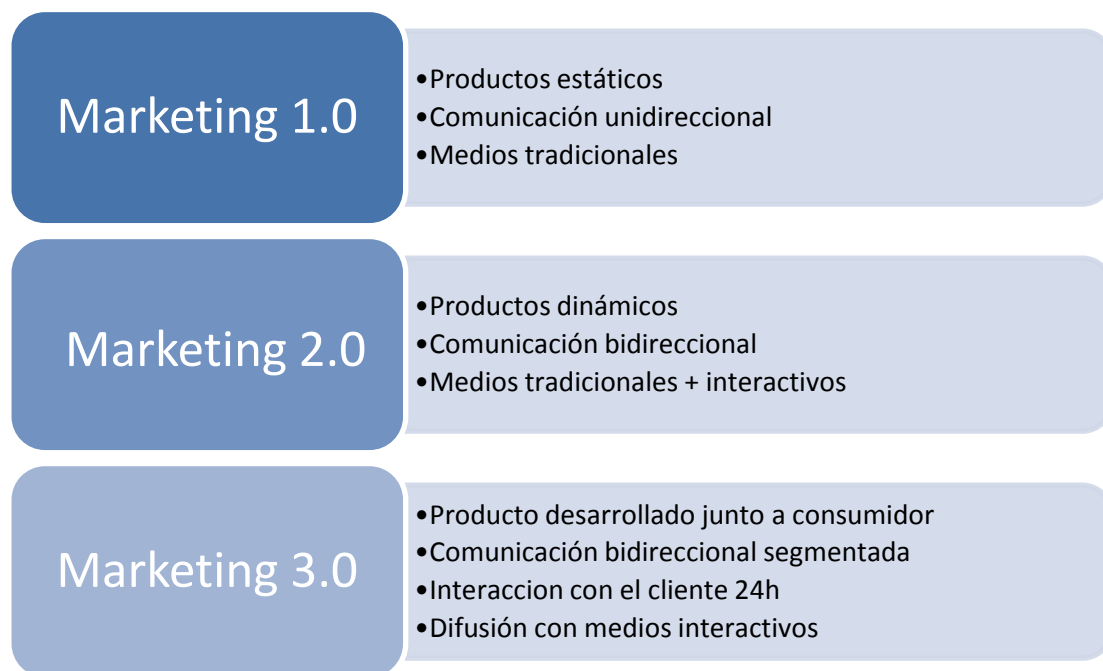 Marketing 1.0
•Productos estáticos
•Comunicación unidireccional
•Medios tradicionales
Marketing 2.0
•Productos dinámicos
•Comunicación bidireccional
•Medios tradicionales + interactivos
Marketing 3.0
•Producto desarrollado junto a consumidor
•Comunicación bidireccional segmentada
•Interaccion con el cliente 24h
•Difusión con medios interactivos